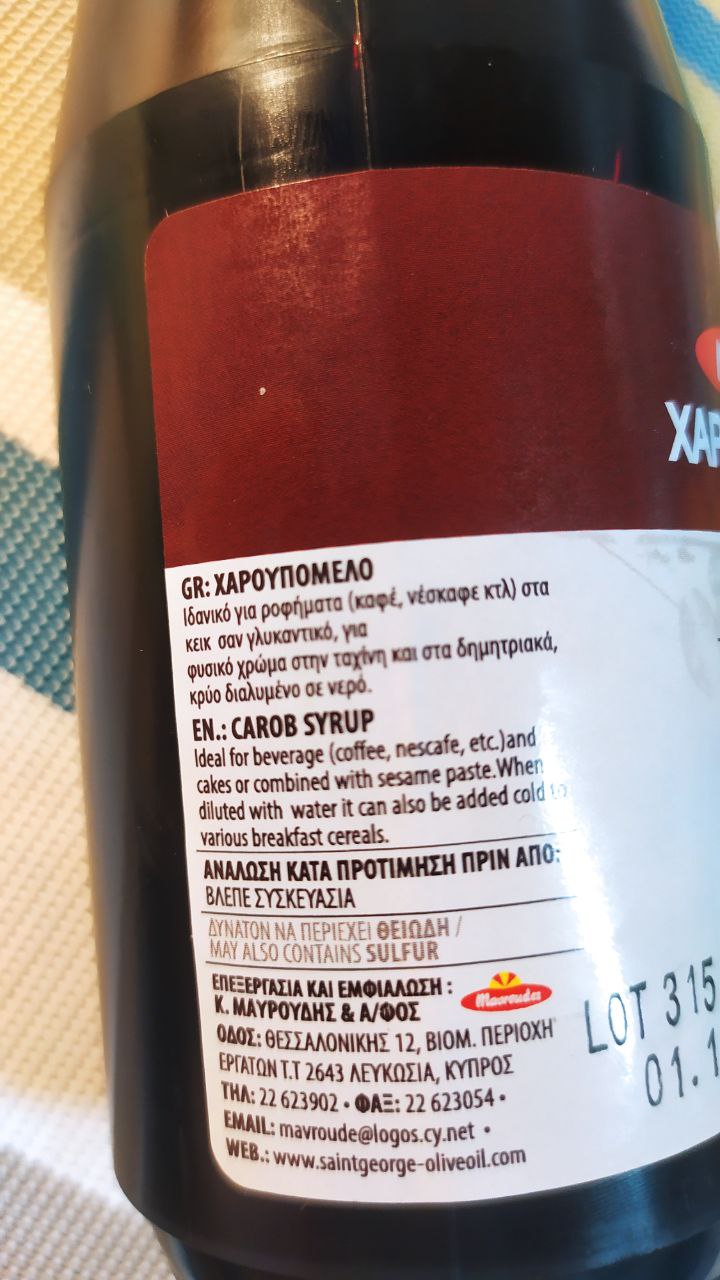 ΧΑΡ
GR: ΧΑΡΟΥΠΟΜΕΛΟ
Ιδανικό για ροφήματα (καφέ, νέσκαφε κτλ) στα
κεικ σαν γλυκαντικό, για
φυσικό χρώμα στην ταχίνη και στα δημητριακά,
κρύο διαλυμένο σε νερό.
EN.: CAROB SYRUP
Ideal for beverage (coffee, nescafe, etc.)and
cakes or combined with sesame paste.When
diluted with water it can also be added cold to
various breakfast cereals.
ΑΝΑΛΩΣΗ ΚΑΤΑ ΠΡΟΤΙΜΗΣΗ ΠΡΙΝ ΑΠΟ:
ΒΛΕΠΕ ΣΥΣΚΕΥΑΣΙΑ
ΔΥΝΑΤΟΝ ΝΑ ΠΕΡΙΕΧΕΙ ΘΕΙΩΔΗ /
MAY ALSO CONTAINS SULFUR
ΕΠΕΞΕΡΓΑΣΙΑ ΚΑΙ ΕΜΦΙΑΛΩΣΗ :
Κ. ΜΑΥΡΟΥΔΗΣ & Α/ΦΟΣ
Mavroudes
ΟΔΟΣ: ΘΕΣΣΑΛΟΝΙΚΗΣ 12, ΒΙΟΜ. ΠΕΡΙΟΧΗ
ΕΡΓΑΤΩΝ Τ.Τ 2643 ΛΕΥΚΩΣΙΑ, ΚΥΠΡΟΣ
ΤΗΛ: 22 623902 • ΦΑΞ: 22 623054 •
EMAIL: mavroude@logos.cy.net •
WEB.: www.saintgeorge-oliveoil.com
LOT 315
01.1